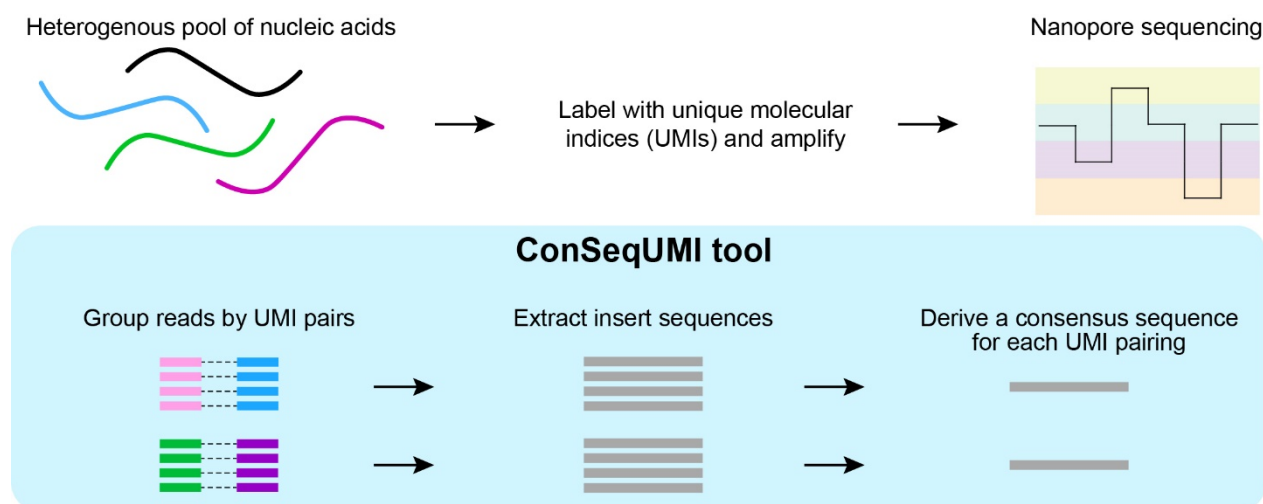 Heterogenous pool of nucleic acids
Nanopore sequencing
Label with unique molecular
indices (UMIs) and amplify
ConSeqUMI tool
Group reads by UMI pairs
Extract insert sequences
Derive a consensus sequence
for each UMI pairing